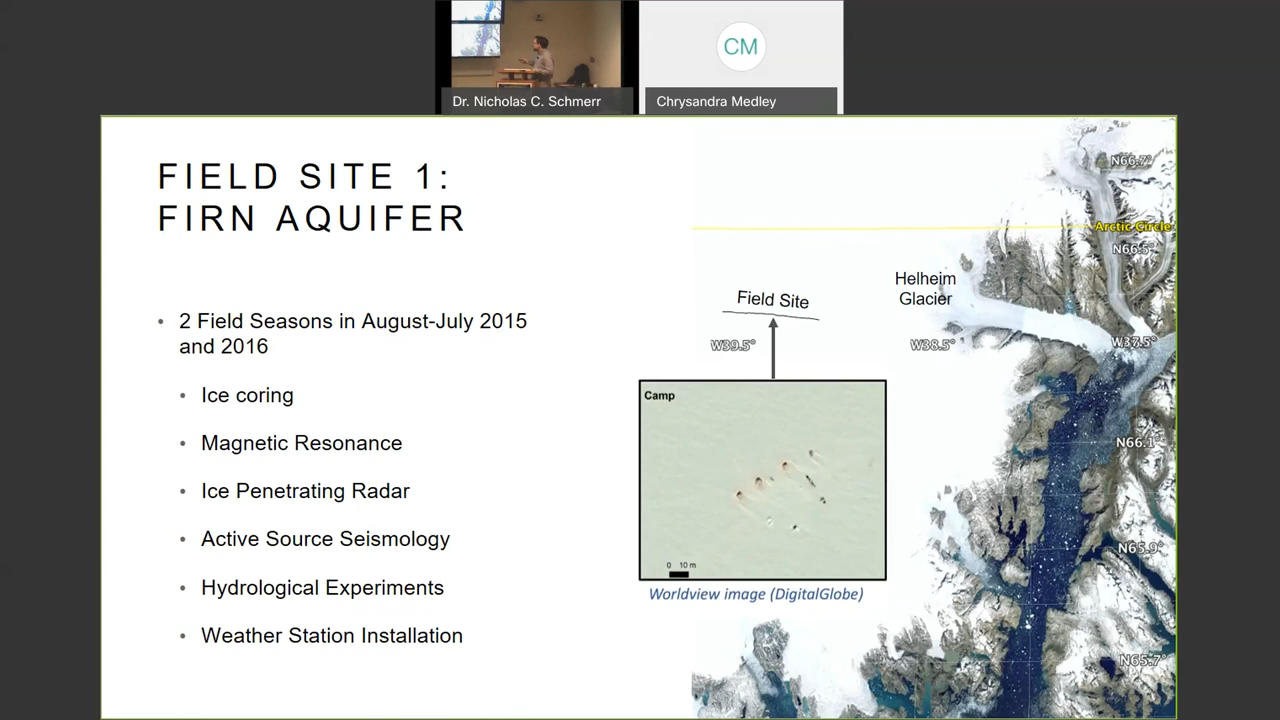 CM
Dr. Nicholas C. Schmerr
Chrysandra Medley
FIELD SITE 1:
FIRN AQUIFER
• 2 Field Seasons in August-July 2015
and 2016
• Ice coring
• Magnetic Resonance
• Ice Penetrating Radar
• Active Source Seismology
• Hydrological Experiments
• Weather Station Installation
N66.7°
Arctic Circle
N66.5°
Helheim
Glacier
Field Site
W39.5°
W38.5°
W37.5°
Camp
0 10 m
Worldview image (DigitalGlobe)
N66.1°
N65.9°
N65.7°